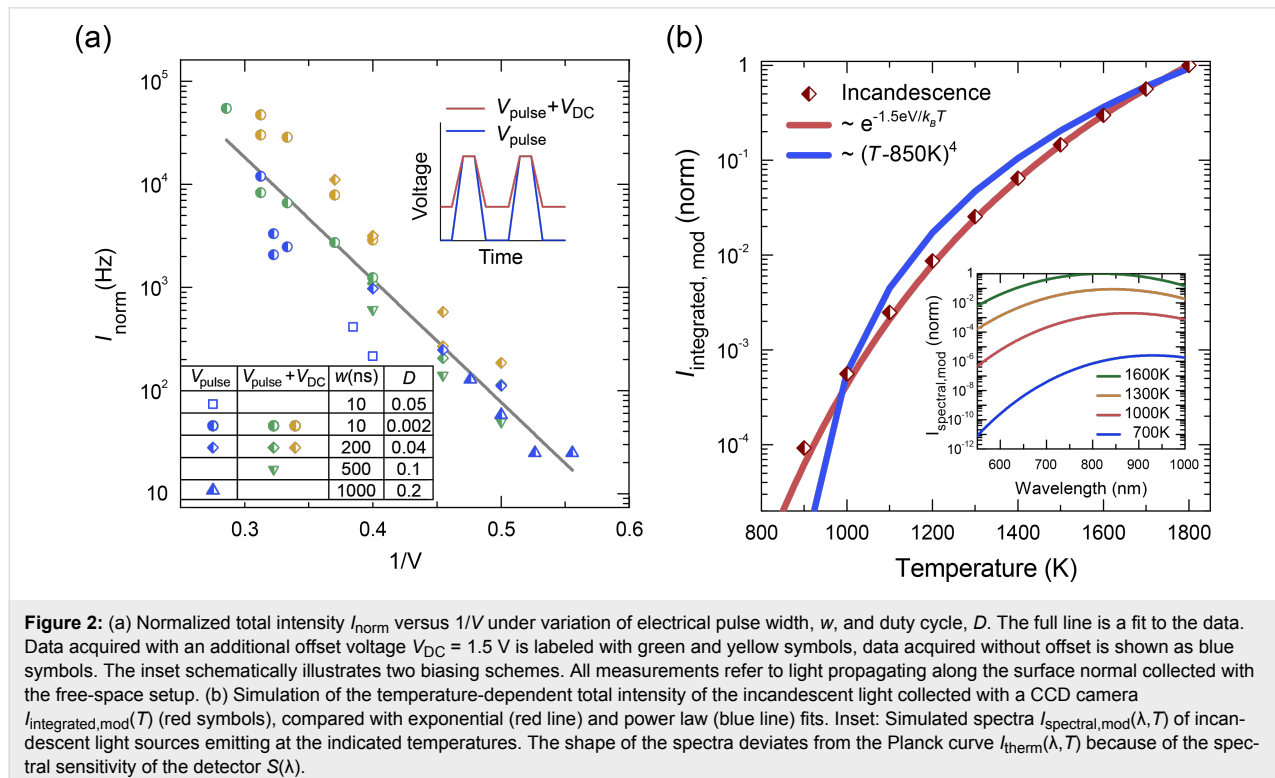 (a)
10⁵
10⁴
10³
10²
10
I_norm(Hz)
0.3 0.4 0.5 0.6
1/V
V_pulse+V_DC
V_pulse
Voltage
Time
V_pulse V_pulse+V_DC w(ns) D
10 0.05
10 0.002
200 0.04
500 0.1
1000 0.2
(b)
1
10⁻¹
10⁻²
10⁻³
10⁻⁴
I_integrated, mod (norm)
Incandescence
~ e^(-1.5eV/k_BT)
~ (T-850K)⁴
800 1000 1200 1400 1600 1800
Temperature (K)
1
10⁻²
10⁻⁴
10⁻⁶
10⁻⁸
10⁻¹⁰
10⁻¹²
I_spectral,mod (norm)
1600K
1300K
1000K
700K
600 700 800 900 1000
Wavelength (nm)
Figure 2: (a) Normalized total intensity I_norm versus 1/V under variation of electrical pulse width, w, and duty cycle, D. The full line is a fit to the data.
Data acquired with an additional offset voltage V_DC = 1.5 V is labeled with green and yellow symbols, data acquired without offset is shown as blue
symbols. The inset schematically illustrates two biasing schemes. All measurements refer to light propagating along the surface normal collected with
the free-space setup. (b) Simulation of the temperature-dependent total intensity of the incandescent light collected with a CCD camera
I_integrated,mod(T) (red symbols), compared with exponential (red line) and power law (blue line) fits. Inset: Simulated spectra I_spectral,mod(λ,T) of incan-
descent light sources emitting at the indicated temperatures. The shape of the spectra deviates from the Planck curve I_therm(λ,T) because of the spec-
tral sensitivity of the detector S(λ).